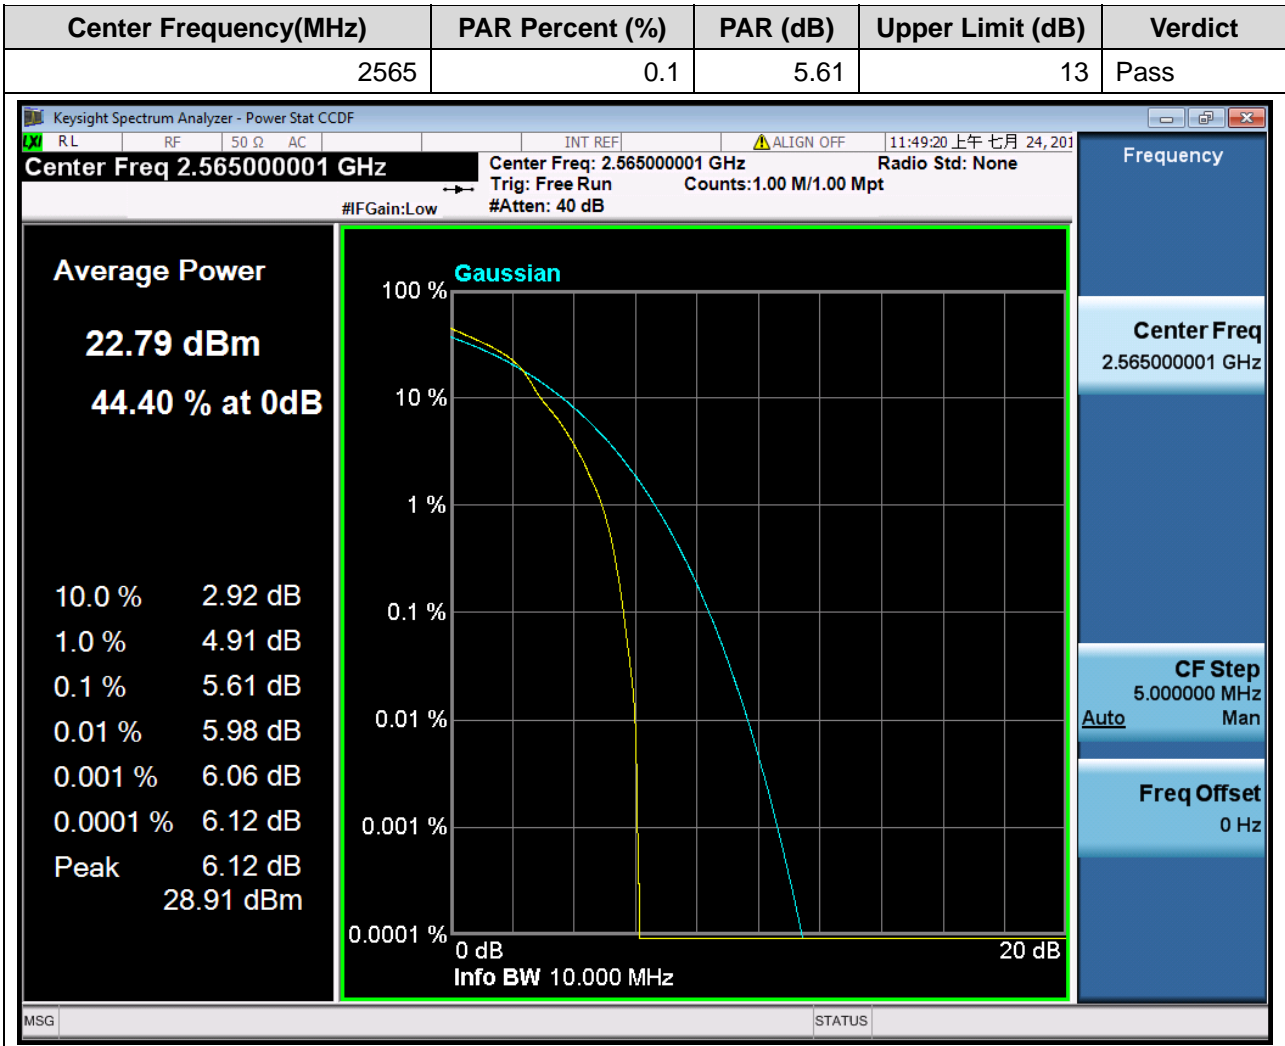 Center Frequency(MHz) PAR Percent (%) PAR (dB) Upper Limit (dB) Verdict
2565 0.1 5.61 13 Pass
Keysight Spectrum Analyzer - Power Stat CCDF
LXI RL RF 50 Ω AC INT REF ALIGN OFF 11:49:20 上午 七月 24, 201
Center Freq 2.565000001 GHz
Center Freq: 2.565000001 GHz Radio Std: None
Trig: Free Run Counts:1.00 M/1.00 Mpt
#IFGain:Low #Atten: 40 dB
Average Power
22.79 dBm
44.40 % at 0dB
10.0 % 2.92 dB
1.0 % 4.91 dB
0.1 % 5.61 dB
0.01 % 5.98 dB
0.001 % 6.06 dB
0.0001 % 6.12 dB
Peak 6.12 dB
28.91 dBm
Gaussian
100 %
10 %
1 %
0.1 %
0.01 %
0.001 %
0.0001 %
0 dB 20 dB
Info BW 10.000 MHz
Frequency
Center Freq
2.565000001 GHz
CF Step
5.000000 MHz
Auto Man
Freq Offset
0 Hz
MSG STATUS